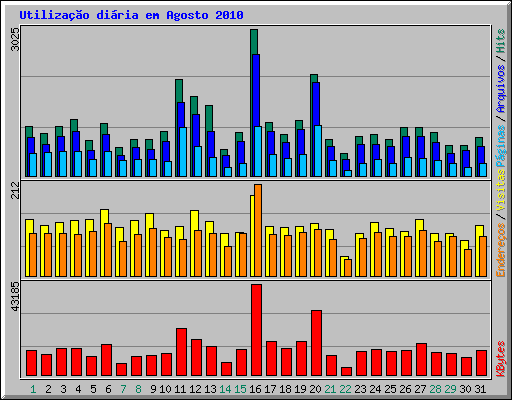 Utilização diária em Agosto 2010
3025
212
43185
Hits / Arquivos / Páginas
Visitas / Endereços
KBytes
1 2 3 4 5 6 7 8 9 10 11 12 13 14 15 16 17 18 19 20 21 22 23 24 25 26 27 28 29 30 31